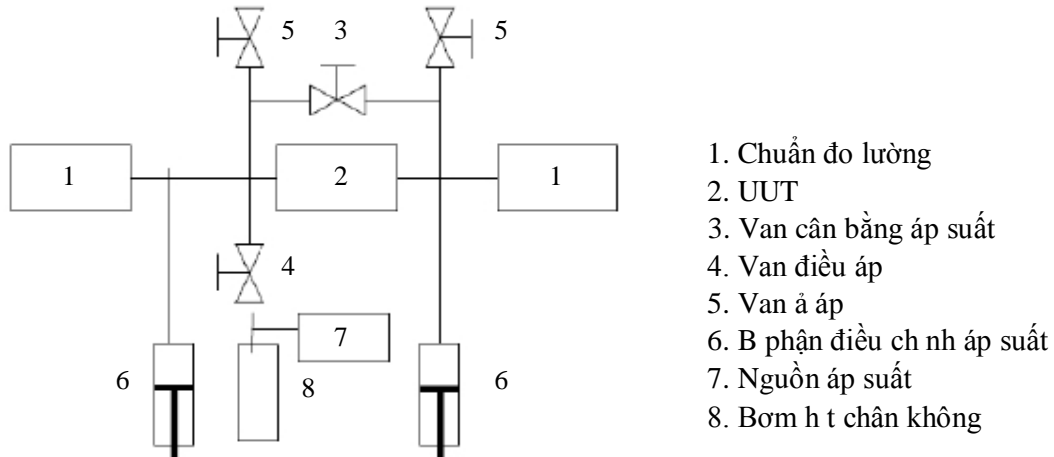 5 3 5
1 2 1
4
7
6 8 6
1. Chuẩn đo lường
2. UUT
3. Van cân bằng áp suất
4. Van điều áp
5. Van ả áp
6. B phận điều ch nh áp suất
7. Nguồn áp suất
8. Bơm h t chân không